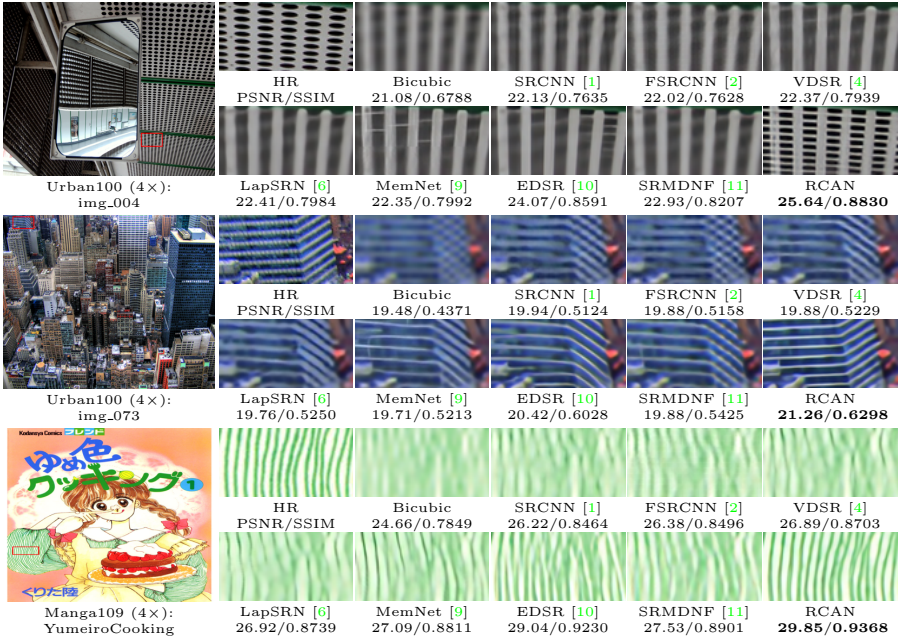 HR Bicubic SRCNN [1] FSRCNN [2] VDSR [4]
PSNR/SSIM 21.08/0.6788 22.13/0.7635 22.02/0.7628 22.37/0.7939
Urban100 (4×):
img_004
LapSRN [6] MemNet [9] EDSR [10] SRMDNF [11] RCAN
22.41/0.7984 22.35/0.7992 24.07/0.8591 22.93/0.8207 25.64/0.8830
HR Bicubic SRCNN [1] FSRCNN [2] VDSR [4]
PSNR/SSIM 19.48/0.4371 19.94/0.5124 19.88/0.5158 19.88/0.5229
Urban100 (4×):
img_073
LapSRN [6] MemNet [9] EDSR [10] SRMDNF [11] RCAN
19.76/0.5250 19.71/0.5213 20.42/0.6028 19.88/0.5425 21.26/0.6298
Kodansya Comics フレンド
ゆめ色
クッキング 1
くりた陸
HR Bicubic SRCNN [1] FSRCNN [2] VDSR [4]
PSNR/SSIM 24.66/0.7849 26.22/0.8464 26.38/0.8496 26.89/0.8703
Manga109 (4×):
YumeiroCooking
LapSRN [6] MemNet [9] EDSR [10] SRMDNF [11] RCAN
26.92/0.8739 27.09/0.8811 29.04/0.9230 27.53/0.8901 29.85/0.9368